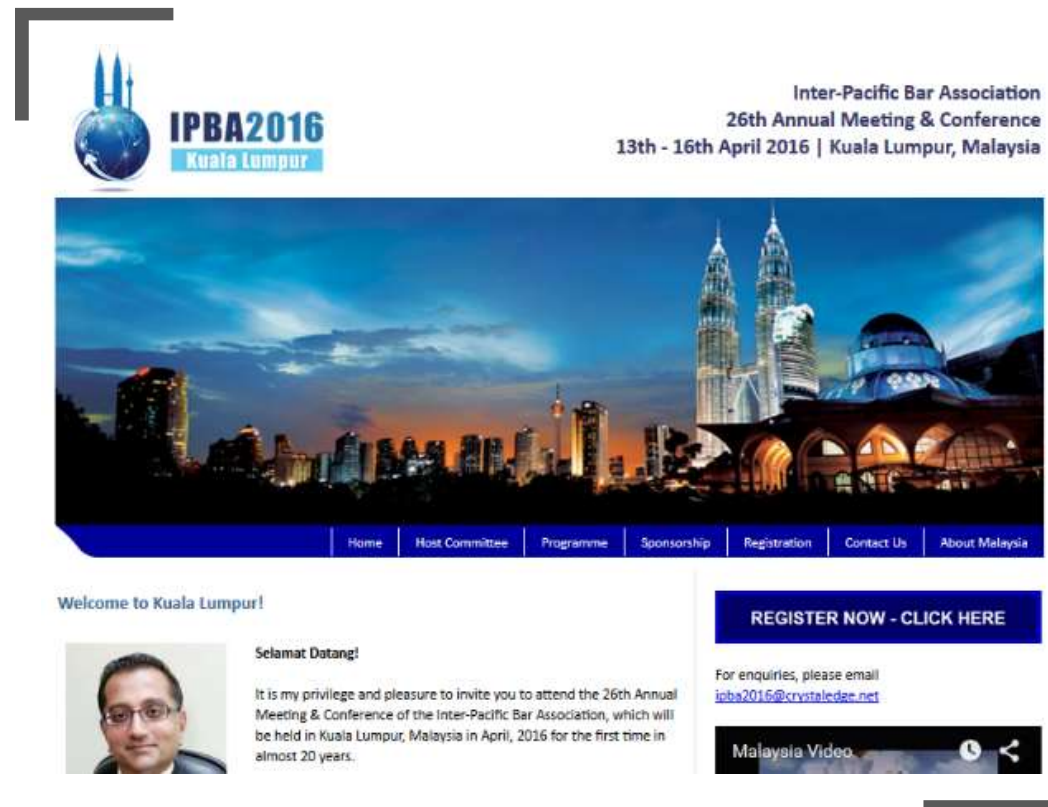 IPBA2016
Kuala Lumpur
Inter-Pacific Bar Association
26th Annual Meeting & Conference
13th - 16th April 2016 | Kuala Lumpur, Malaysia
Home
Host Committee
Programme
Sponsorship
Registration
Contact Us
About Malaysia
Welcome to Kuala Lumpur!
Selamat Datang!
It is my privilege and pleasure to invite you to attend the 26th Annual
Meeting & Conference of the Inter-Pacific Bar Association, which will
be held in Kuala Lumpur, Malaysia in April, 2016 for the first time in
almost 20 years.
REGISTER NOW - CLICK HERE
For enquiries, please email
ipba2016@crystaledge.net
Malaysia Video